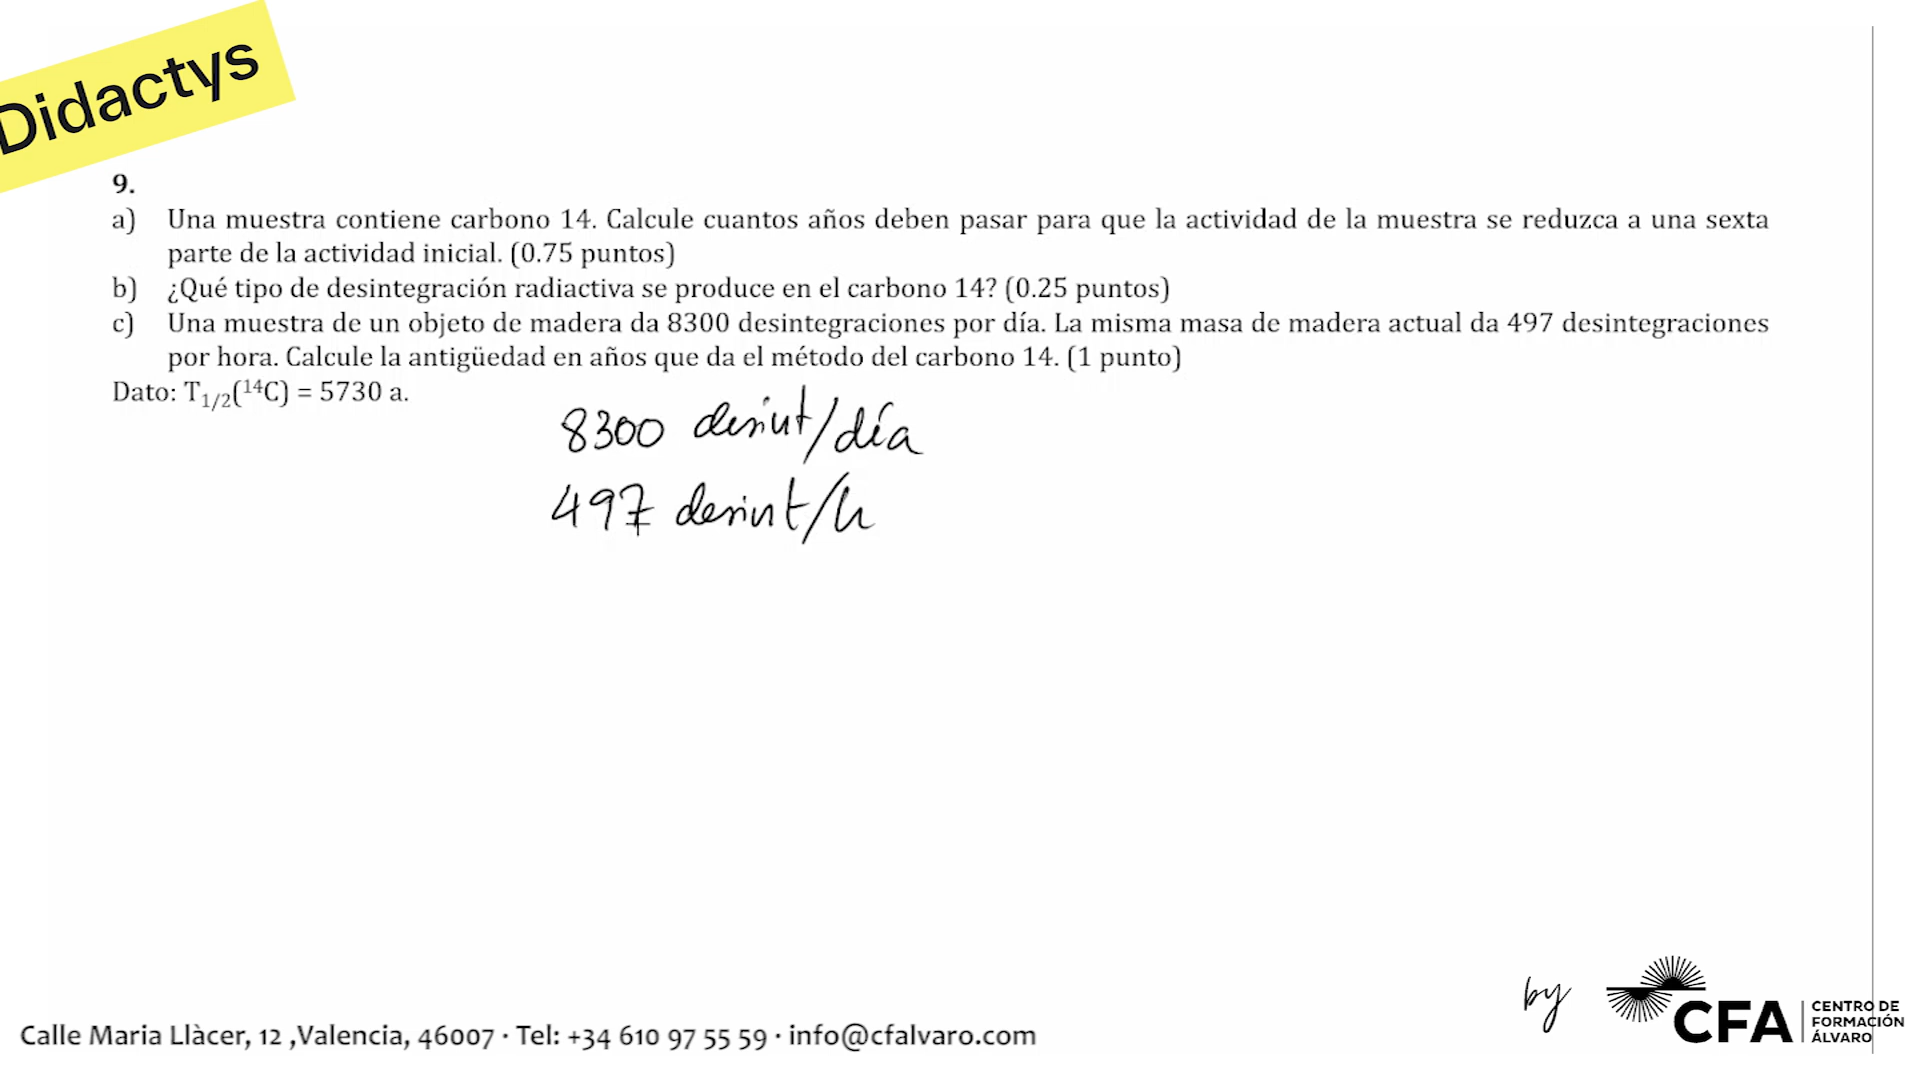 Didactys
9.
a) Una muestra contiene carbono 14. Calcule cuantos años deben pasar para que la actividad de la muestra se reduzca a una sexta
parte de la actividad inicial. (0.75 puntos)
b) ¿Qué tipo de desintegración radiactiva se produce en el carbono 14? (0.25 puntos)
c) Una muestra de un objeto de madera da 8300 desintegraciones por día. La misma masa de madera actual da 497 desintegraciones
por hora. Calcule la antigüedad en años que da el método del carbono 14. (1 punto)
Dato: T₁/₂(¹⁴C) = 5730 a.
8300 desint/día
497 desint/h
by
CFA
CENTRO DE
FORMACIÓN
ÁLVARO
Calle Maria Llàcer, 12 ,Valencia, 46007 · Tel: +34 610 97 55 59 · info@cfalvaro.com